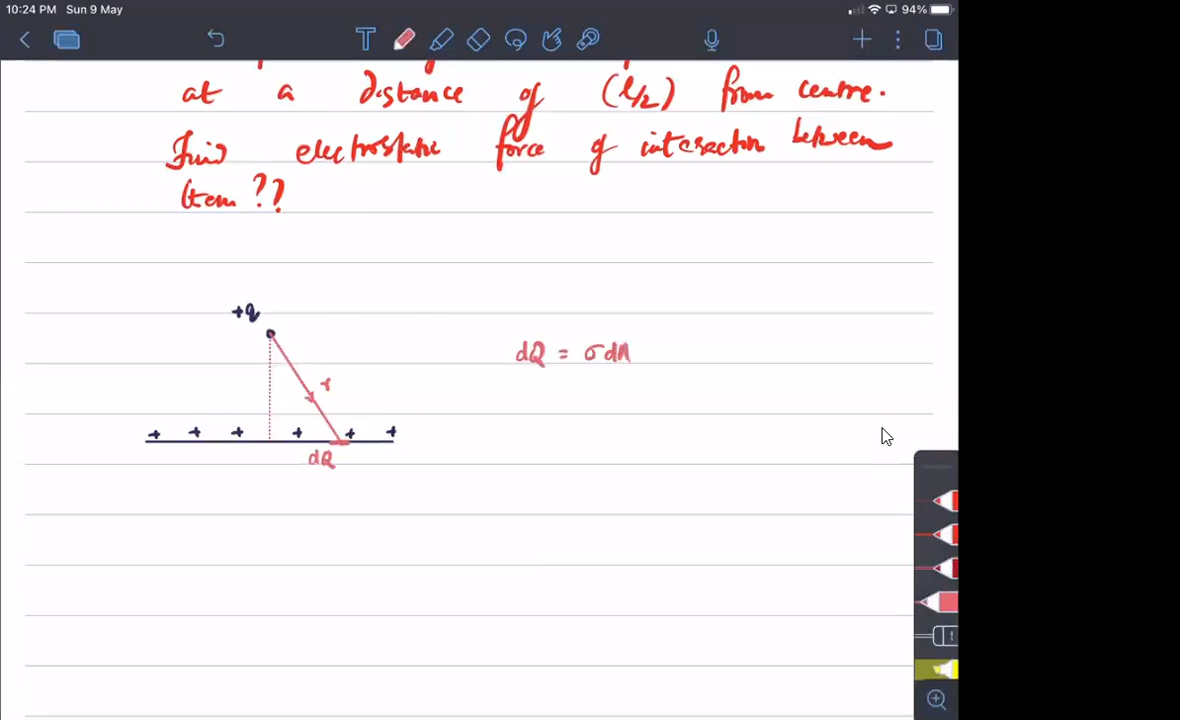 10:24 PM Sun 9 May
94%
at a distance of (l/2) from centre.
Find electrostatic force of interaction between
them ??
+q
r
dQ = σdA
+ + + + + +
dQ